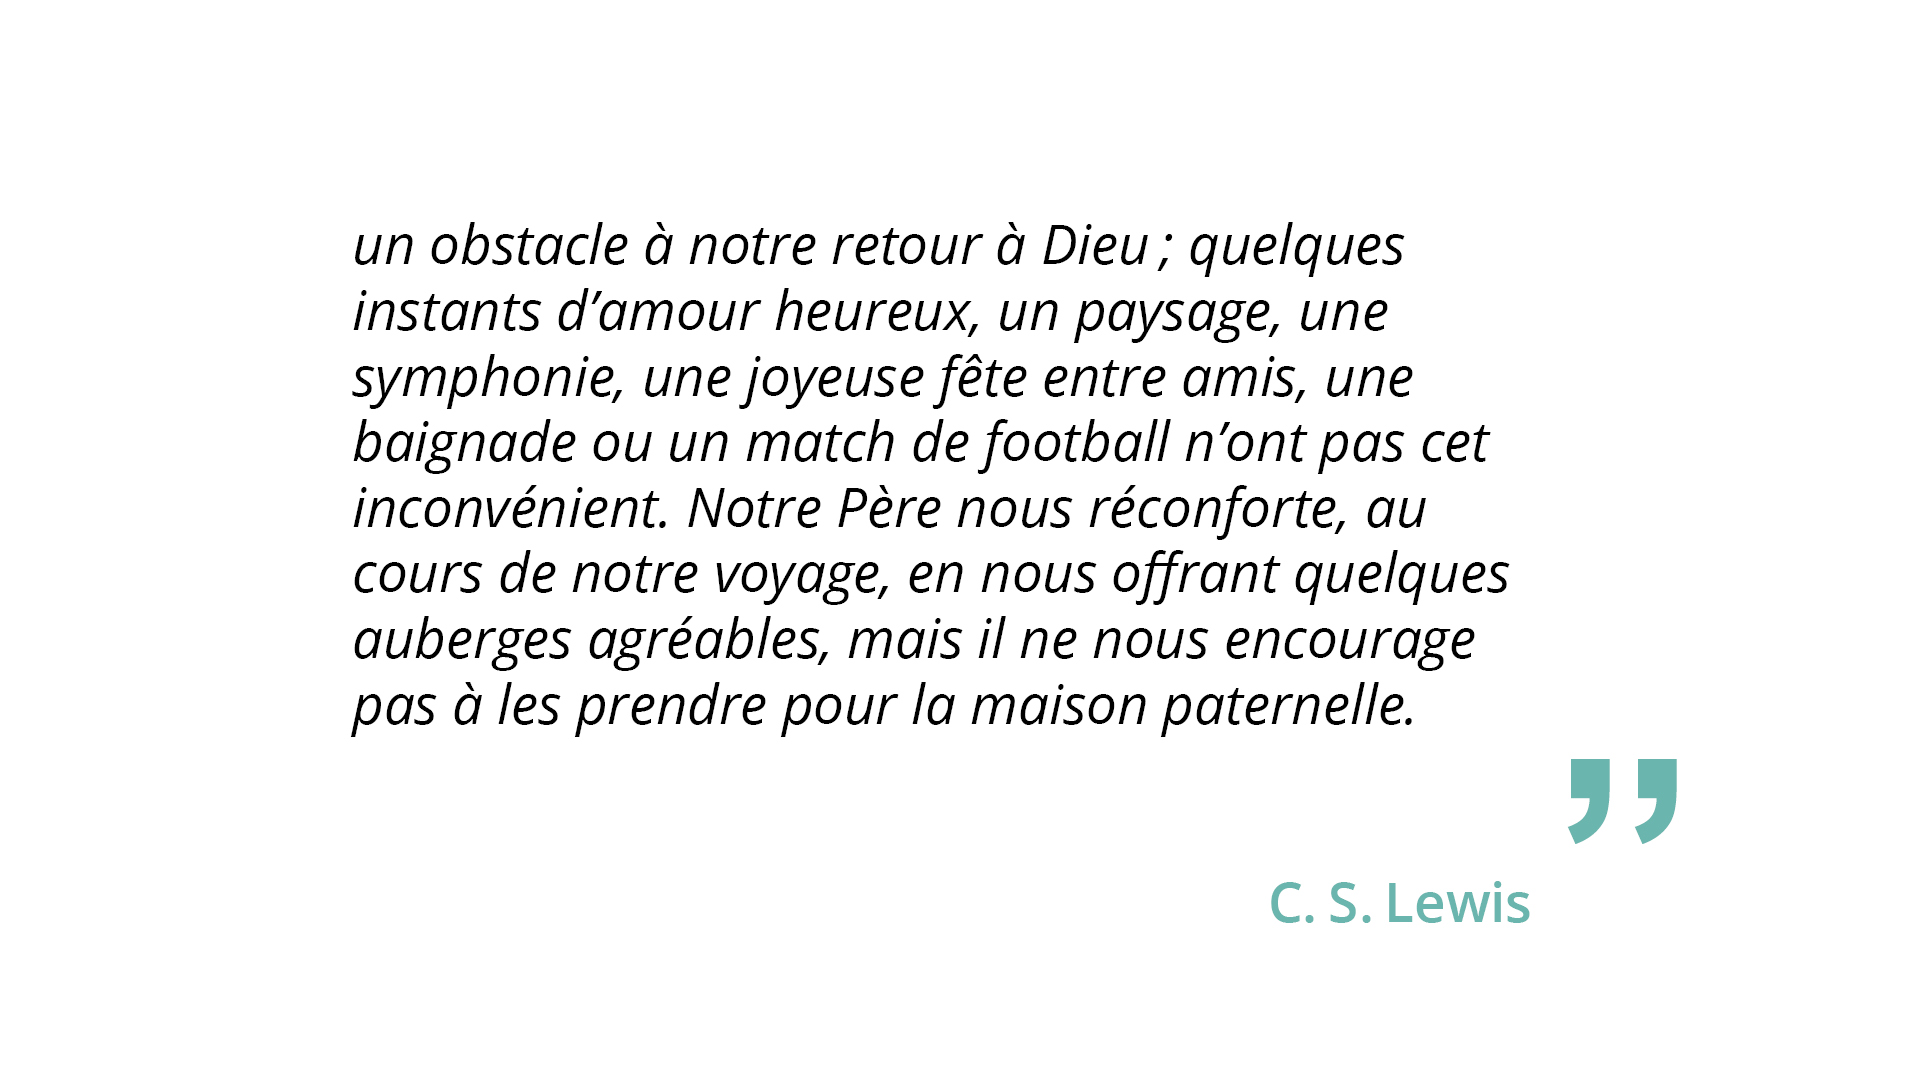 un obstacle à notre retour à Dieu ; quelques
instants d’amour heureux, un paysage, une
symphonie, une joyeuse fête entre amis, une
baignade ou un match de football n’ont pas cet
inconvénient. Notre Père nous réconforte, au
cours de notre voyage, en nous offrant quelques
auberges agréables, mais il ne nous encourage
pas à les prendre pour la maison paternelle.
”
C. S. Lewis